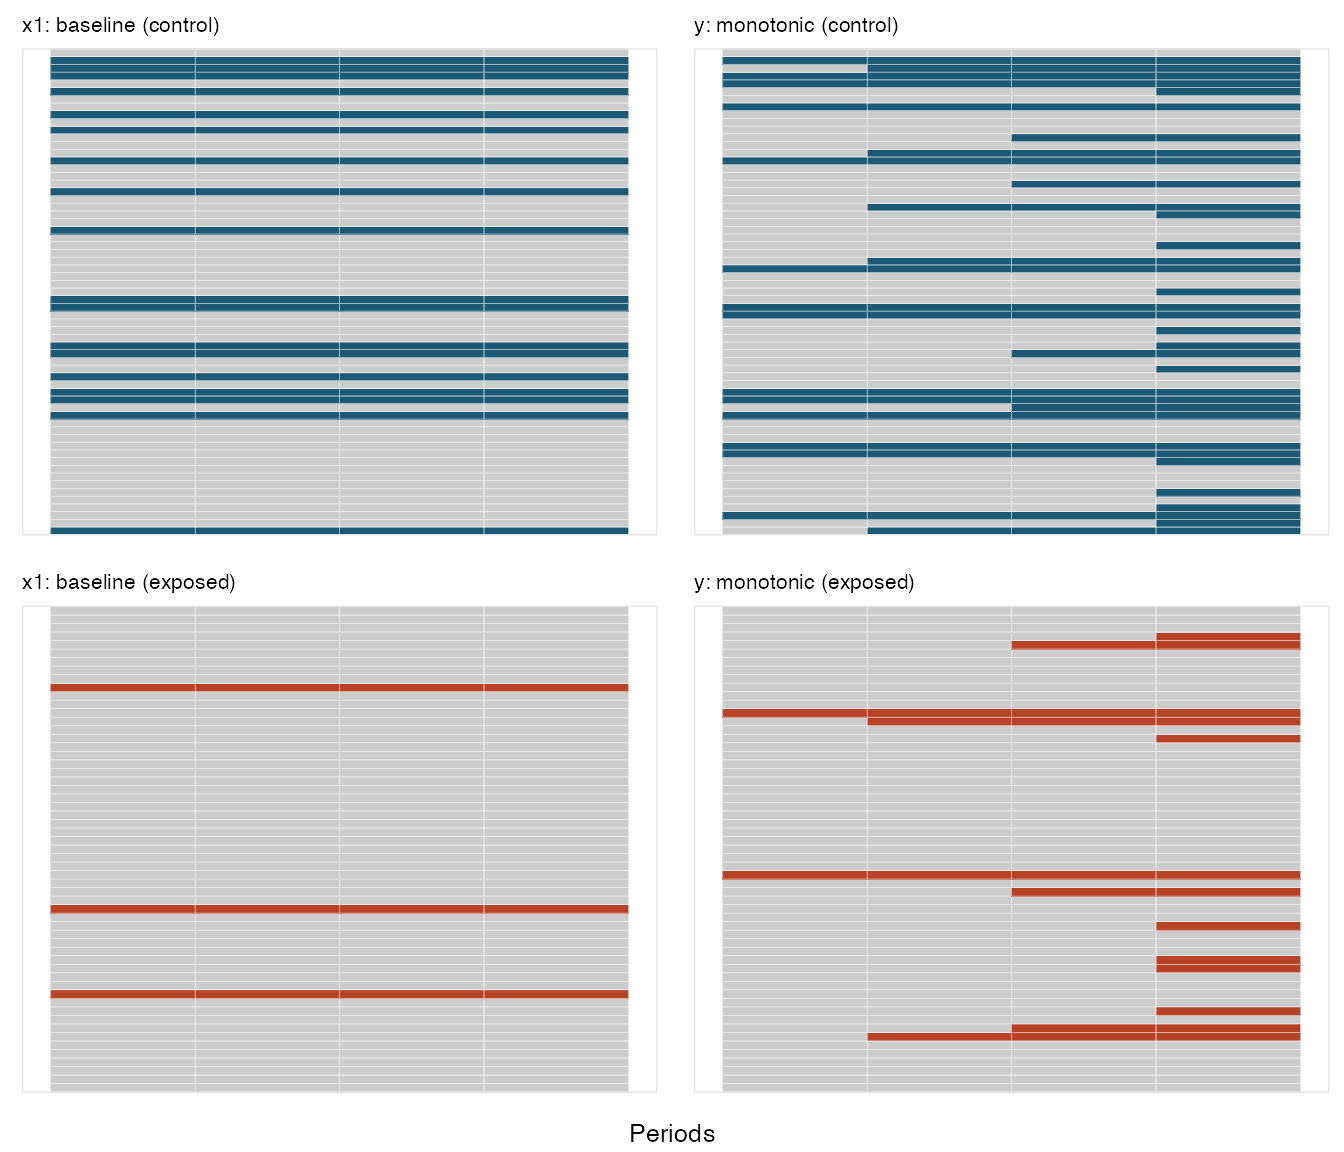 x1: baseline (control)
y: monotonic (control)
x1: baseline (exposed)
y: monotonic (exposed)
Periods